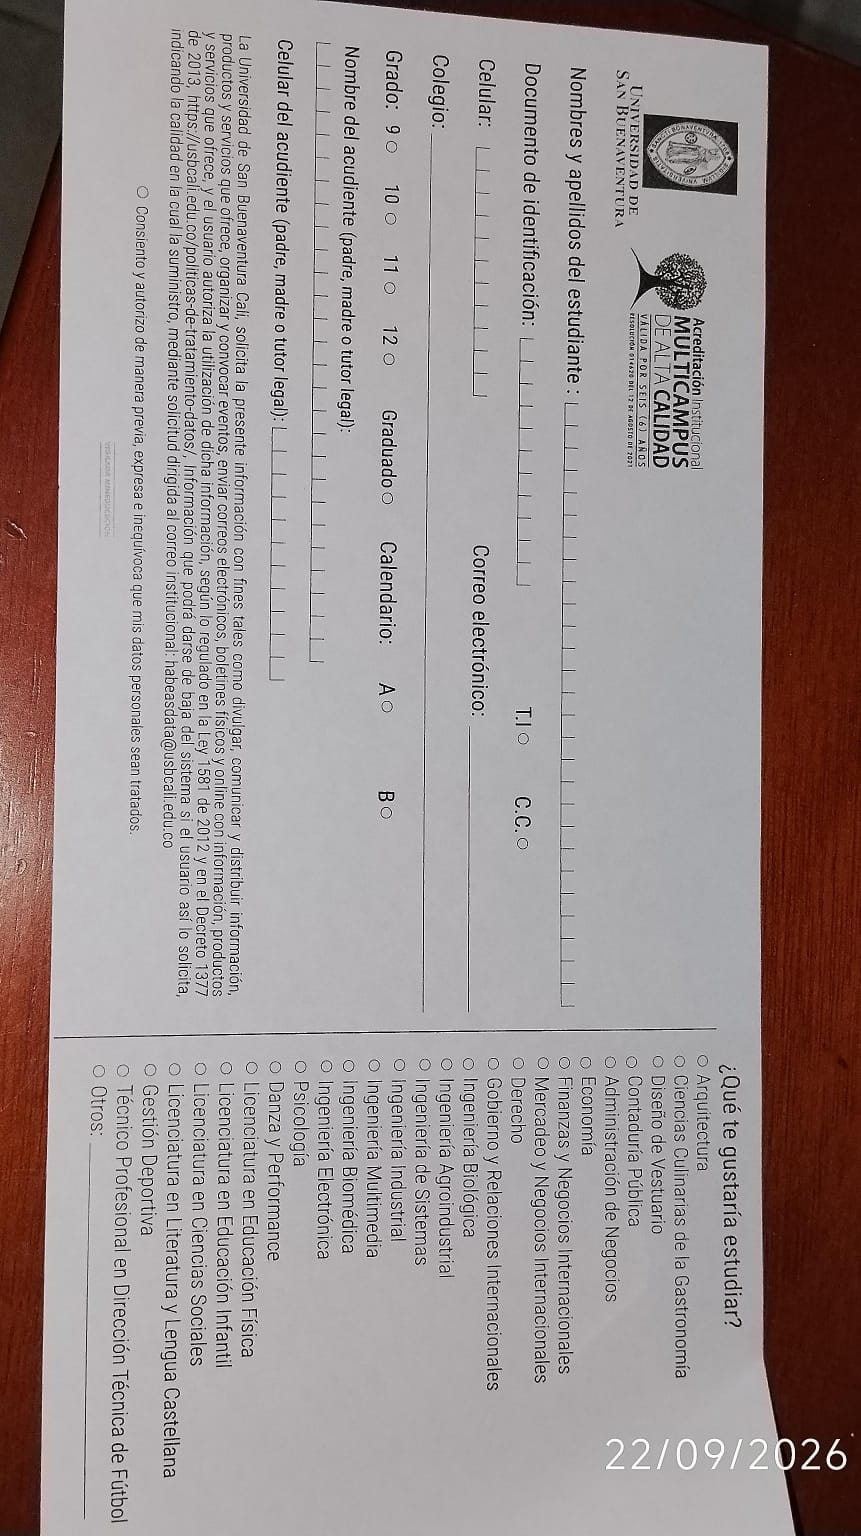 UNIVERSIDAD DE
SAN BUENAVENTURA
Acreditación Institucional
MULTICAMPUS
DE ALTA CALIDAD
VÁLIDA POR SEIS (6) AÑOS
RESOLUCIÓN 014620 DEL 12 DE AGOSTO DE 2021
Nombres y apellidos del estudiante :
Documento de identificación: T.I C.C.
Celular: Correo electrónico:
Colegio:
Grado: 9 10 11 12 Graduado Calendario: A B
Nombre del acudiente (padre, madre o tutor legal):
Celular del acudiente (padre, madre o tutor legal):
La Universidad de San Buenaventura Cali, solicita la presente información con fines tales como divulgar, comunicar y distribuir información,
productos y servicios que ofrece, organizar y convocar eventos, enviar correos electrónicos, boletines físicos y online con información, productos
y servicios que ofrece, y el usuario autoriza la utilización de dicha información, según lo regulado en la Ley 1581 de 2012 y en el Decreto 1377
de 2013, https://usbcali.edu.co/politicas-de-tratamiento-datos/, Información que podrá darse de baja del sistema si el usuario así lo solicita,
indicando la calidad en la cual la suministro, mediante solicitud dirigida al correo institucional: habeasdata@usbcali.edu.co
Consiento y autorizo de manera previa, expresa e inequívoca que mis datos personales sean tratados.
VIGILADA MINEDUCACIÓN
¿Qué te gustaría estudiar?
Arquitectura
Ciencias Culinarias de la Gastronomía
Diseño de Vestuario
Contaduría Pública
Administración de Negocios
Economía
Finanzas y Negocios Internacionales
Mercadeo y Negocios Internacionales
Derecho
Gobierno y Relaciones Internacionales
Ingeniería Biológica
Ingeniería Agroindustrial
Ingeniería de Sistemas
Ingeniería Industrial
Ingeniería Multimedia
Ingeniería Biomédica
Ingeniería Electrónica
Psicología
Danza y Performance
Licenciatura en Educación Física
Licenciatura en Educación Infantil
Licenciatura en Ciencias Sociales
Licenciatura en Literatura y Lengua Castellana
Gestión Deportiva
Técnico Profesional en Dirección Técnica de Fútbol
Otros:
22/09/2026